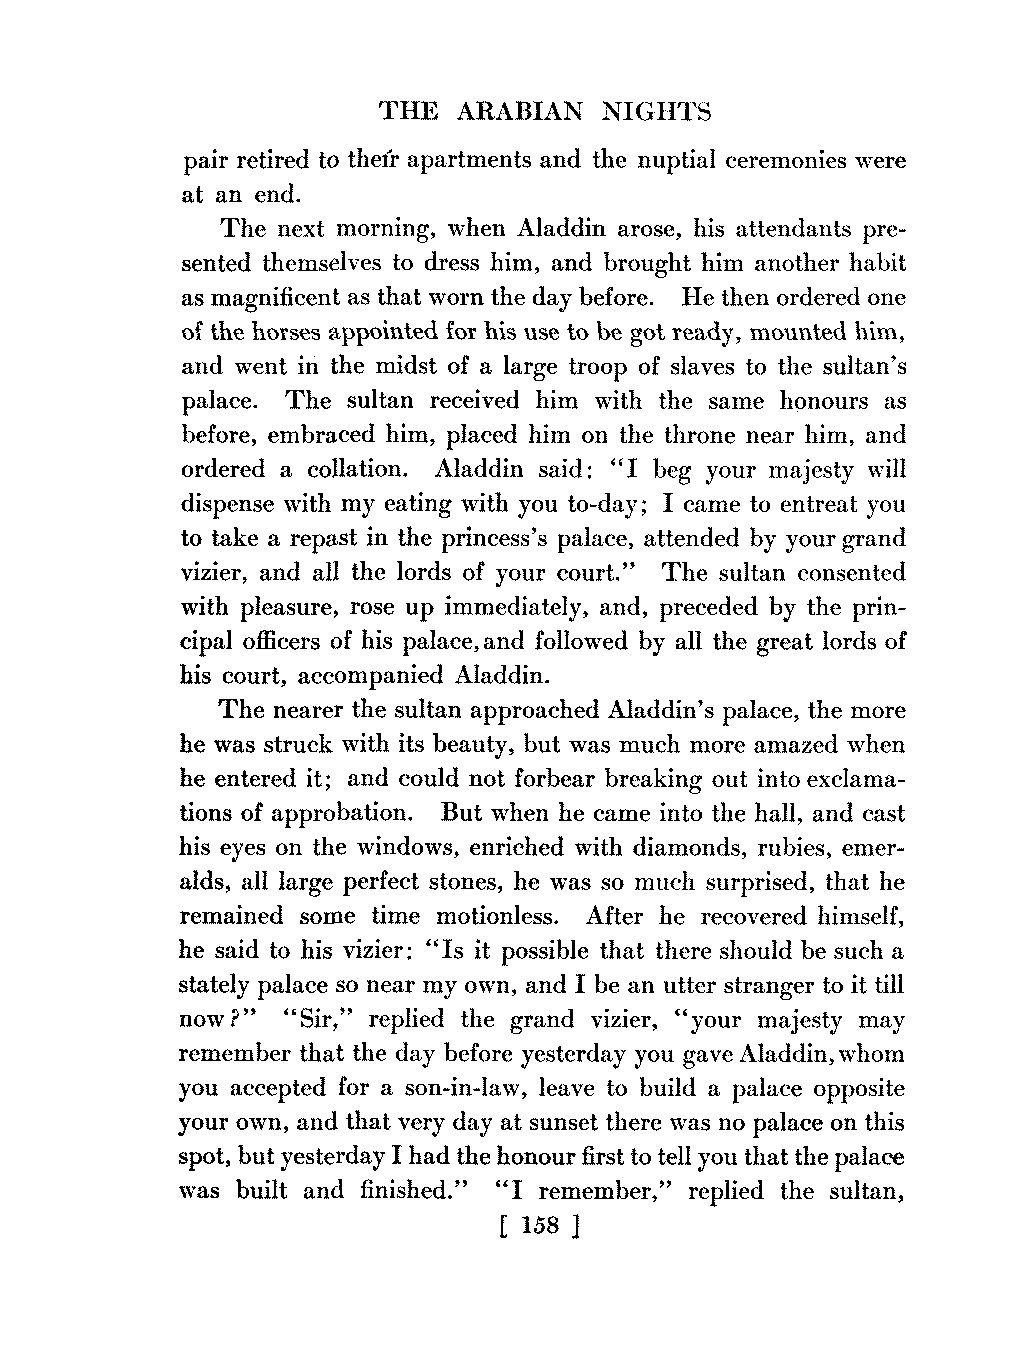 THE ARABIAN NIGHTS
pair retired to their apartments and the nuptial ceremonies were
at an end.
The next morning, when Aladdin arose, his attendants pre-
sented themselves to dress him, and brought him another habit
as magnificent as that worn the day before. He then ordered one
of the horses appointed for his use to be got ready, mounted him,
and went in the midst of a large troop of slaves to the sultan's
palace. The sultan received him with the same honours as
before, embraced him, placed him on the throne near him, and
ordered a collation. Aladdin said: “I beg your majesty will
dispense with my eating with you to-day; I came to entreat you
to take a repast in the princess's palace, attended by your grand
vizier, and all the lords of your court.” The sultan consented
with pleasure, rose up immediately, and, preceded by the prin-
cipal officers of his palace, and followed by all the great lords of
his court, accompanied Aladdin.
The nearer the sultan approached Aladdin's palace, the more
he was struck with its beauty, but was much more amazed when
he entered it; and could not forbear breaking out into exclama-
tions of approbation. But when he came into the hall, and cast
his eyes on the windows, enriched with diamonds, rubies, emer-
alds, all large perfect stones, he was so much surprised, that he
remained some time motionless. After he recovered himself,
he said to his vizier: “Is it possible that there should be such a
stately palace so near my own, and I be an utter stranger to it till
now?” “Sir,” replied the grand vizier, “your majesty may
remember that the day before yesterday you gave Aladdin, whom
you accepted for a son-in-law, leave to build a palace opposite
your own, and that very day at sunset there was no palace on this
spot, but yesterday I had the honour first to tell you that the palace
was built and finished.” “I remember,” replied the sultan,
[ 158 ]